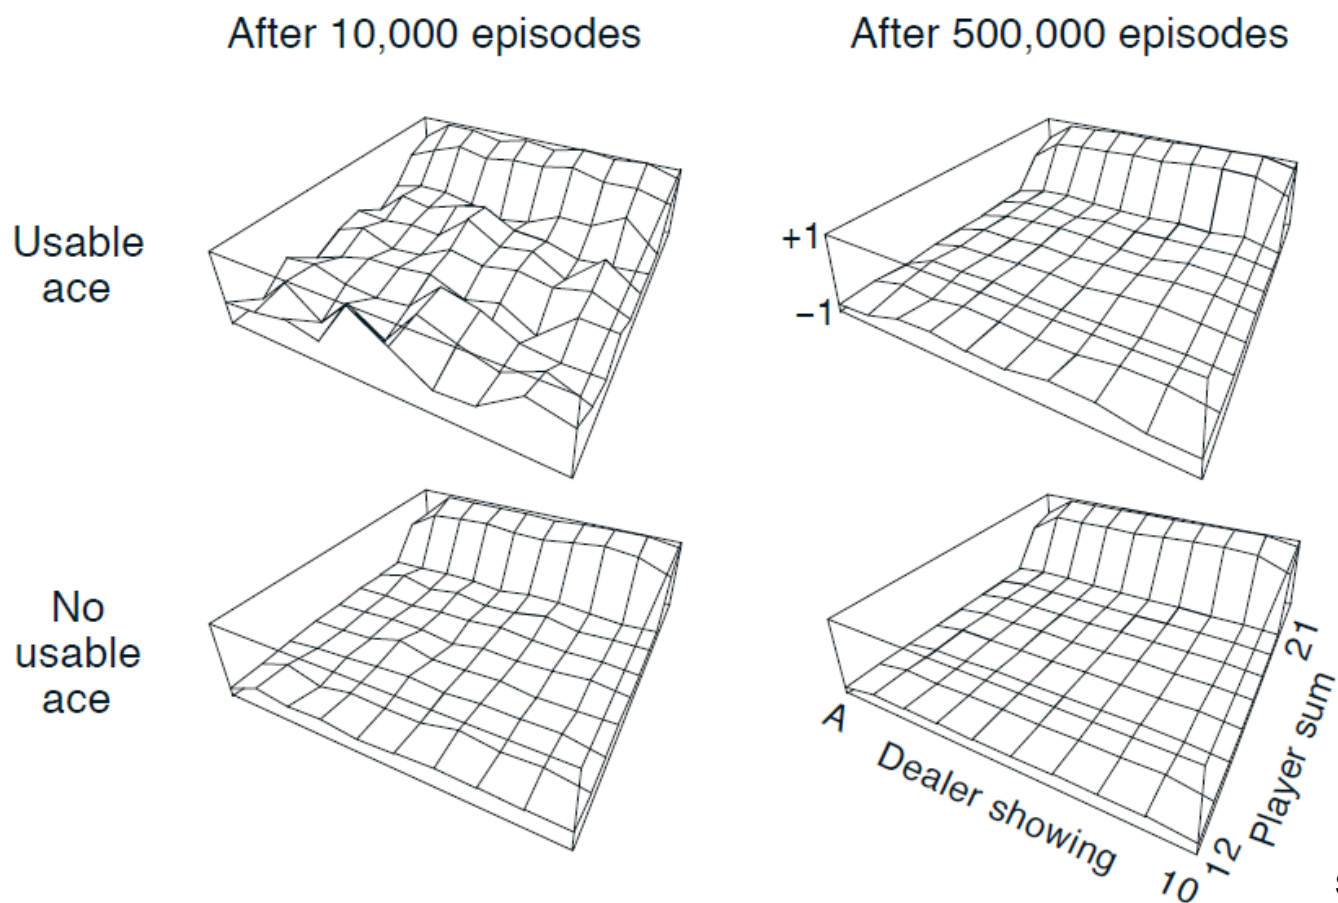 After 10,000 episodes
After 500,000 episodes
Usable
ace
+1
−1
No
usable
ace
A
Dealer showing
10
12
Player sum
21